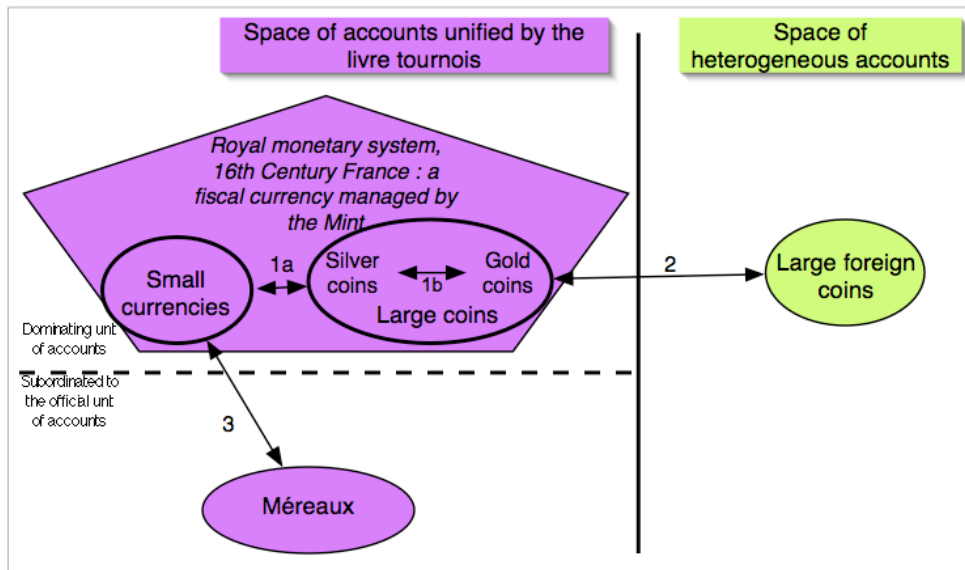 Space of accounts unified by the
livre tournois
Space of
heterogeneous accounts
Royal monetary system,
16th Century France : a
fiscal currency managed by
the Mint
Small
currencies
1a
Silver
coins
1b
Gold
coins
Large coins
2
Large foreign
coins
Dominating unt
of accounts
Subordinated to
the official unt
of accounts
3
Méreaux